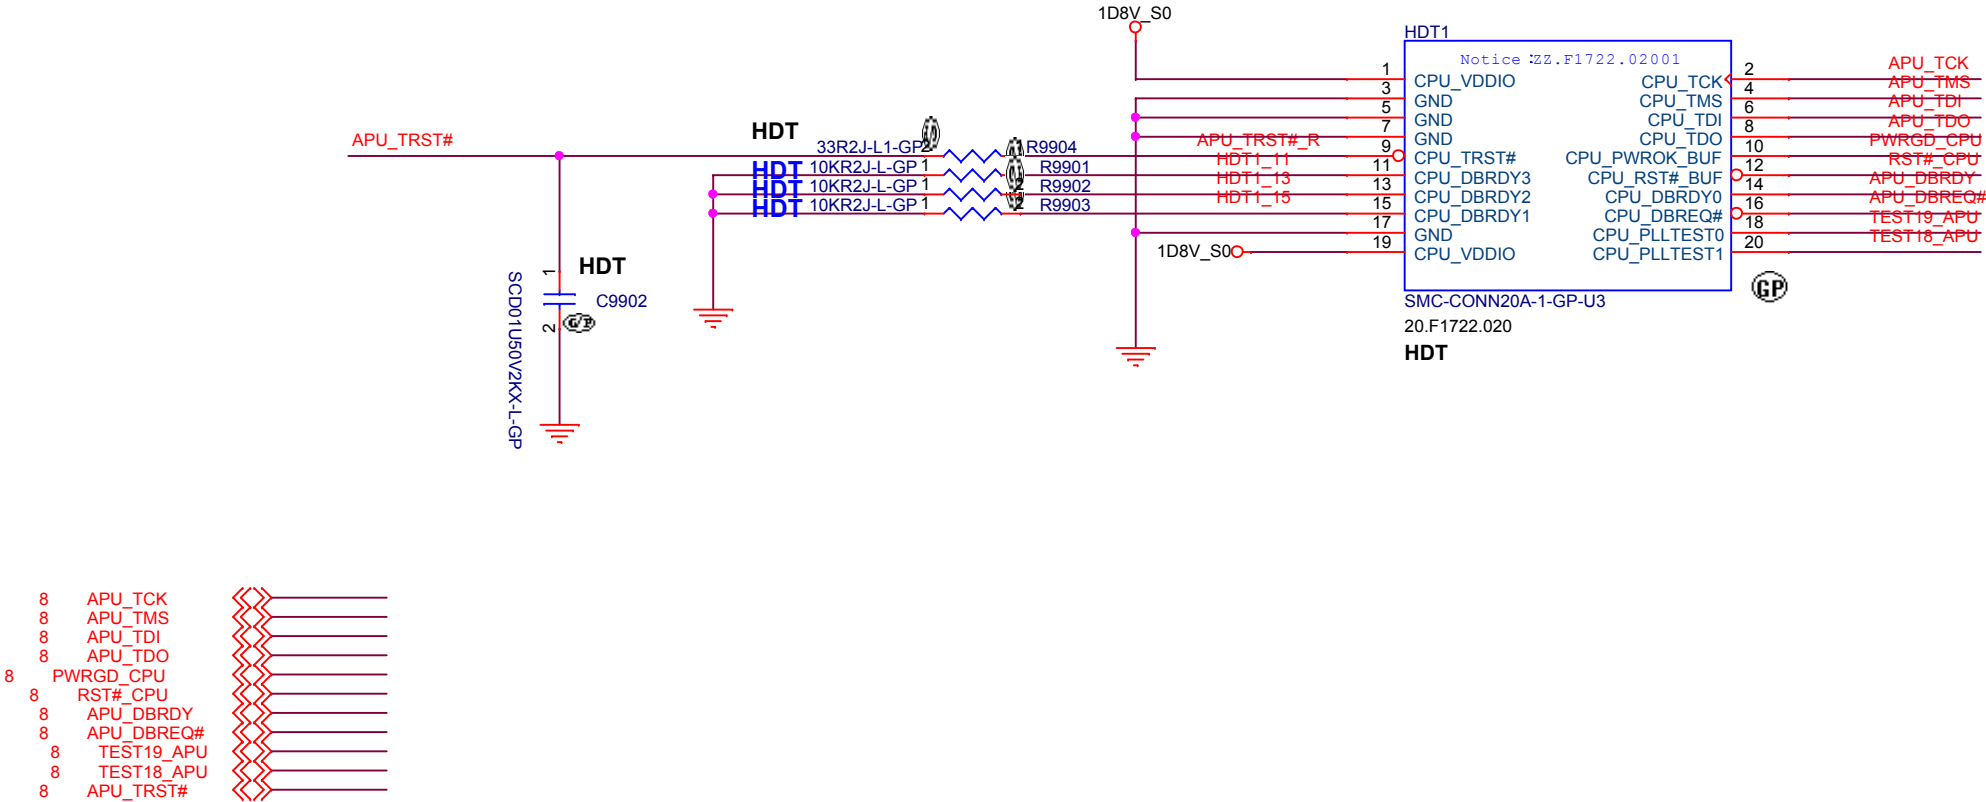 1D8V_S0
HDT1
Notice :ZZ.F1722.02001
1 CPU_VDDIO CPU_TCK 2 APU_TCK
3 GND CPU_TMS 4 APU_TMS
5 GND CPU_TDI 6 APU_TDI
7 GND CPU_TDO 8 APU_TDO
APU_TRST#_R 9 CPU_TRST# CPU_PWROK_BUF 10 PWRGD_CPU
HDT1_11 11 CPU_DBRDY3 CPU_RST#_BUF 12 RST#_CPU
HDT1_13 13 CPU_DBRDY2 CPU_DBRDY0 14 APU_DBRDY
HDT1_15 15 CPU_DBRDY1 CPU_DBREQ# 16 APU_DBREQ#
17 GND CPU_PLLTEST0 18 TEST19_APU
1D8V_S0 19 CPU_VDDIO CPU_PLLTEST1 20 TEST18_APU
SMC-CONN20A-1-GP-U3
20.F1722.020
HDT
GP
APU_TRST#
HDT
33R2J-L1-GP 2 R9904
HDT 10KR2J-L-GP 1 R9901
HDT 10KR2J-L-GP 1 2 R9902
HDT 10KR2J-L-GP 1 2 R9903
HDT
1
C9902
2
G/P
SCD01U50V2KX-L-GP
8 APU_TCK
8 APU_TMS
8 APU_TDI
8 APU_TDO
8 PWRGD_CPU
8 RST#_CPU
8 APU_DBRDY
8 APU_DBREQ#
8 TEST19_APU
8 TEST18_APU
8 APU_TRST#